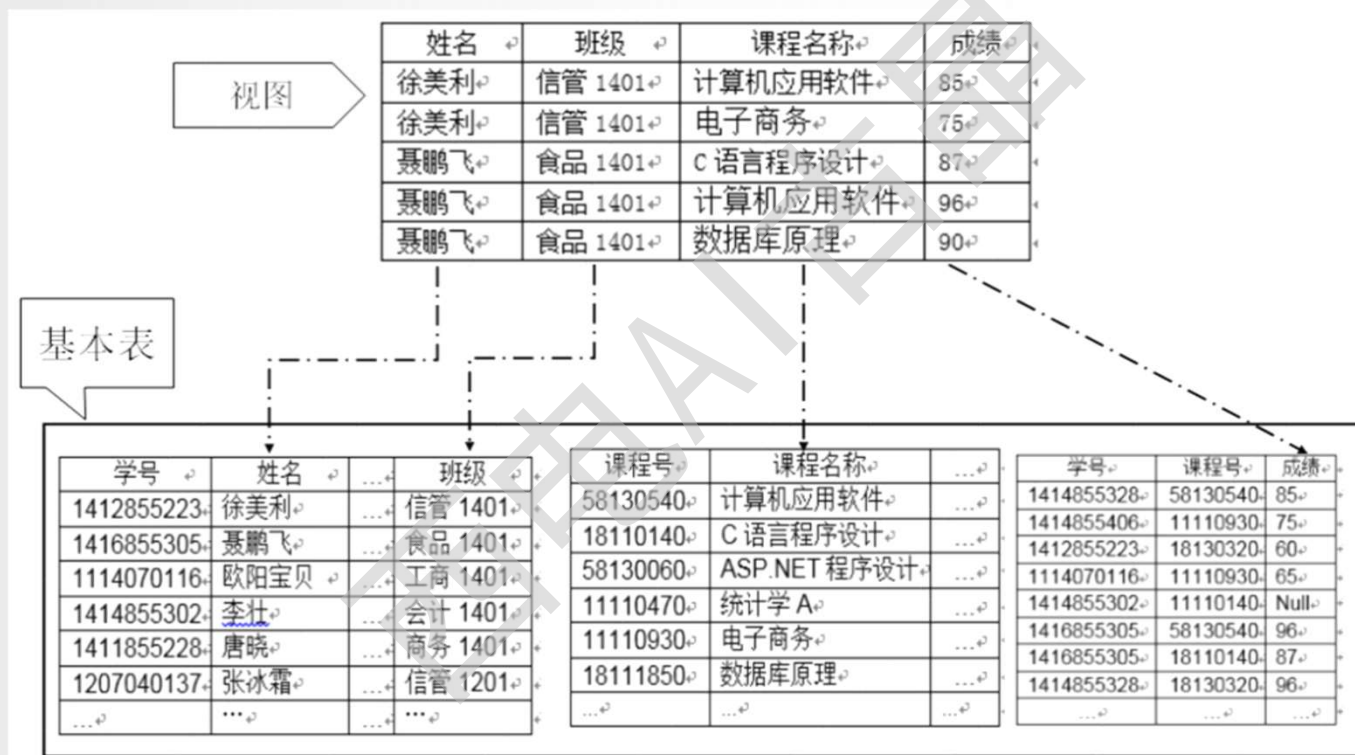 视图
姓名 班级 课程名称 成绩
徐美利 信管 1401 计算机应用软件 85
徐美利 信管 1401 电子商务 75
聂鹏飞 食品 1401 C 语言程序设计 87
聂鹏飞 食品 1401 计算机应用软件 96
聂鹏飞 食品 1401 数据库原理 90
基本表
学号 姓名 … 班级
1412855223 徐美利 … 信管 1401
1416855305 聂鹏飞 … 食品 1401
1114070116 欧阳宝贝 … 工商 1401
1414855302 李壮 … 会计 1401
1411855228 唐晓 … 商务 1401
1207040137 张冰霜 … 信管 1201
… … … …
课程号 课程名称 …
58130540 计算机应用软件 …
18110140 C 语言程序设计 …
58130060 ASP.NET 程序设计 …
11110470 统计学 A …
11110930 电子商务 …
18111850 数据库原理 …
… … …
学号 课程号 成绩
1414855328 58130540 85
1414855406 11110930 75
1412855223 18130320 60
1114070116 11110930 65
1414855302 11110140 Null
1416855305 58130540 96
1416855305 18110140 87
1414855328 18130320 96
… … …
西电AI古晶